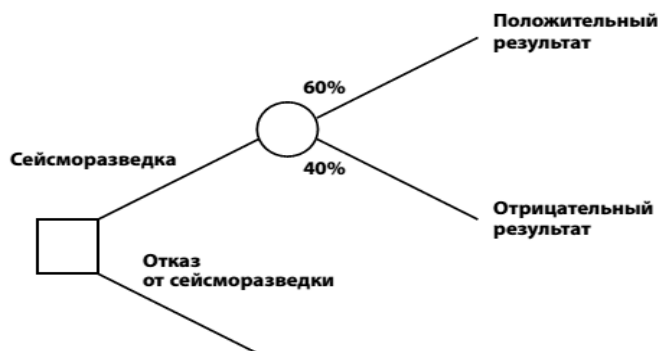 Положительный
результат
60%
Сейсморазведка
40%
Отрицательный
результат
Отказ
от сейсморазведки